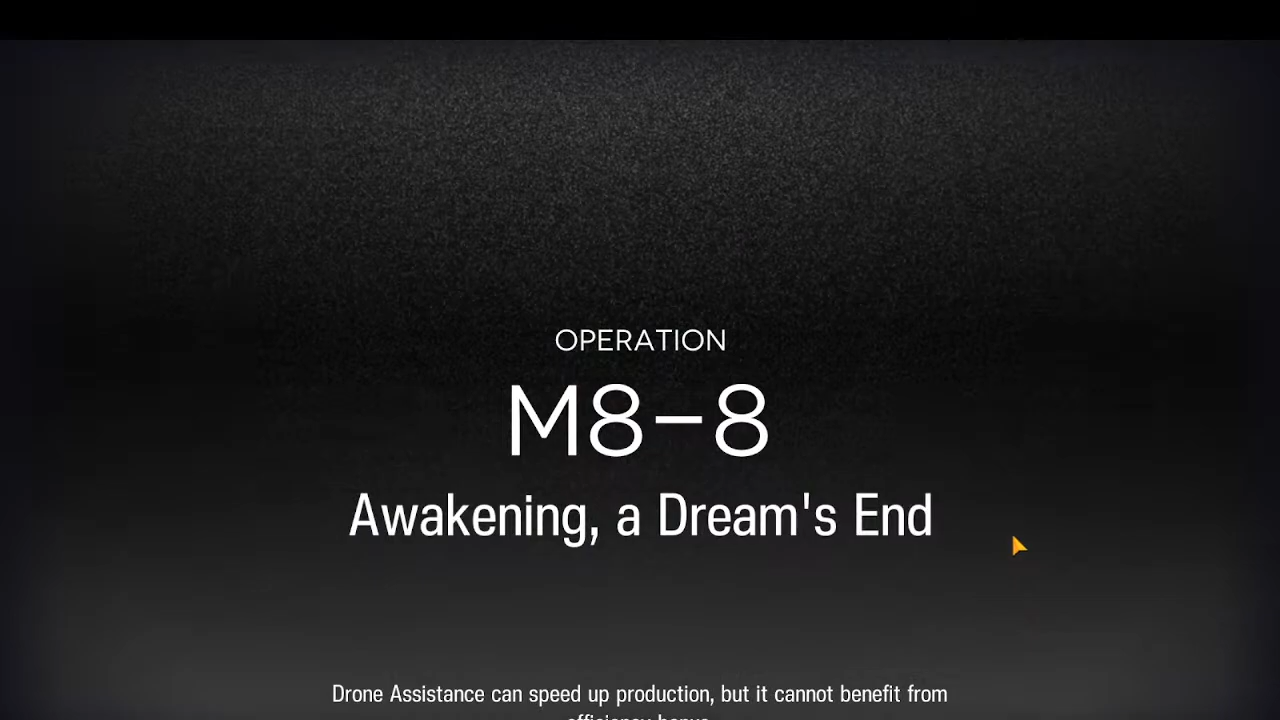 OPERATION
M8-8
Awakening, a Dream's End
Drone Assistance can speed up production, but it cannot benefit from